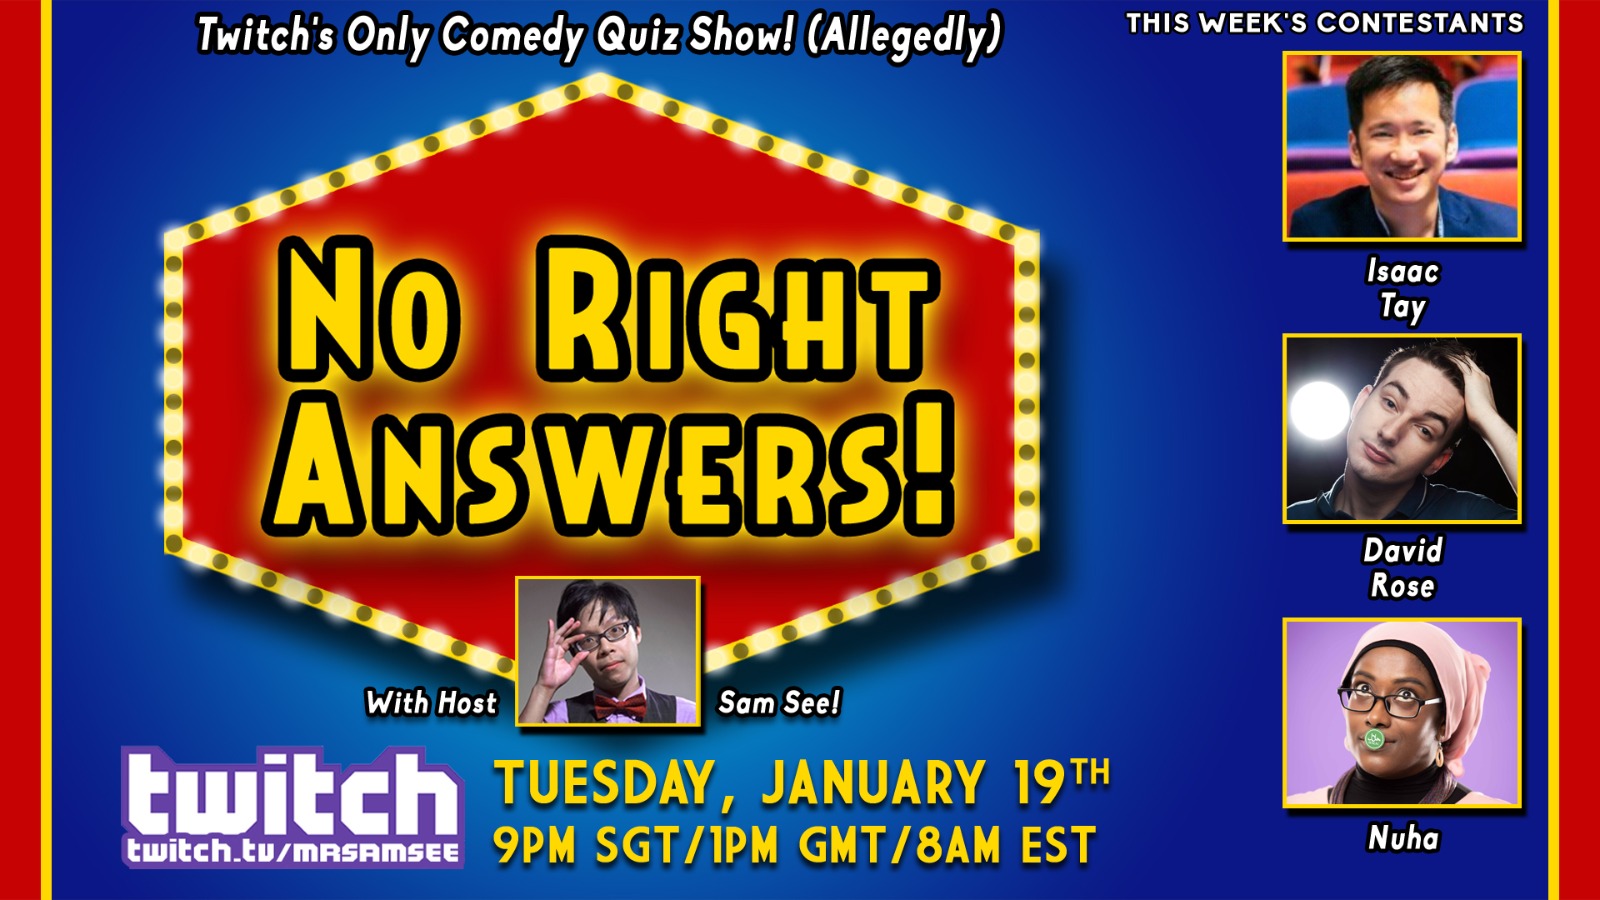 Twitch's Only Comedy Quiz Show! (Allegedly)
THIS WEEK'S CONTESTANTS
No Right
Answers!
Isaac
Tay
David
Rose
Nuha
With Host
Sam See!
twitch
twitch.tv/mrsamsee
TUESDAY, JANUARY 19TH
9PM SGT/1PM GMT/8AM EST